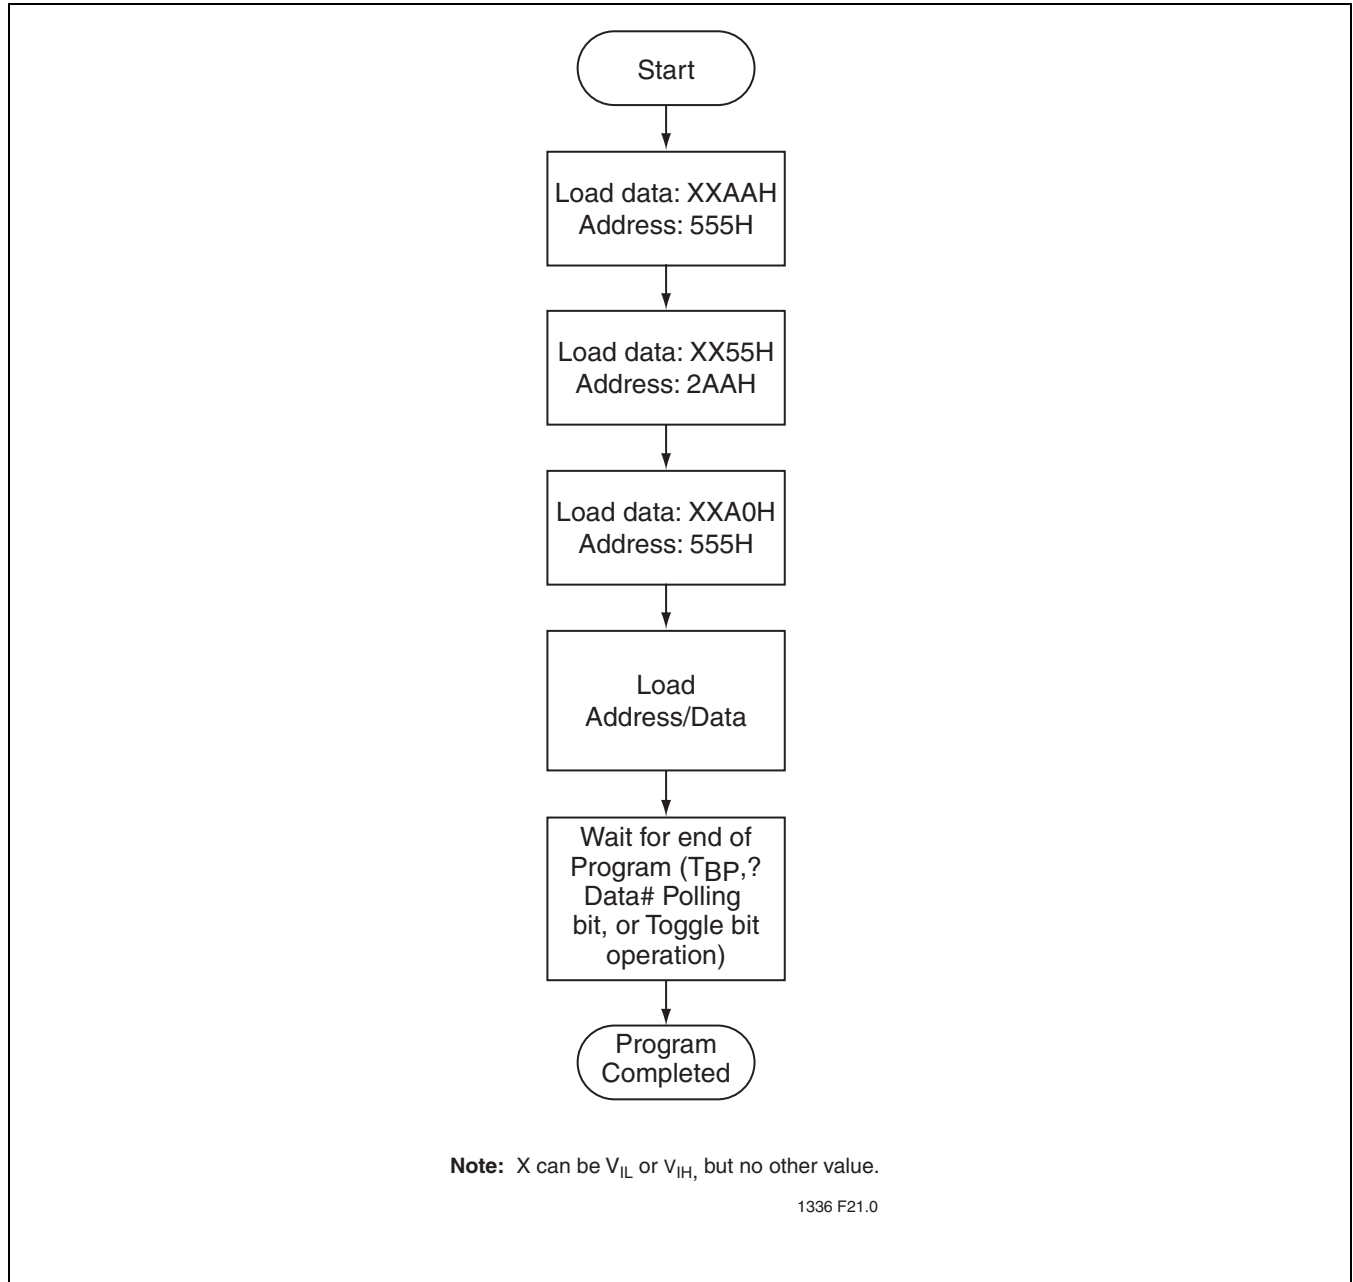 Start
Load data: XXAAH
Address: 555H
Load data: XX55H
Address: 2AAH
Load data: XXA0H
Address: 555H
Load
Address/Data
Wait for end of
Program (TBP,?
Data# Polling
bit, or Toggle bit
operation)
Program
Completed
Note: X can be VIL or VIH, but no other value.
1336 F21.0